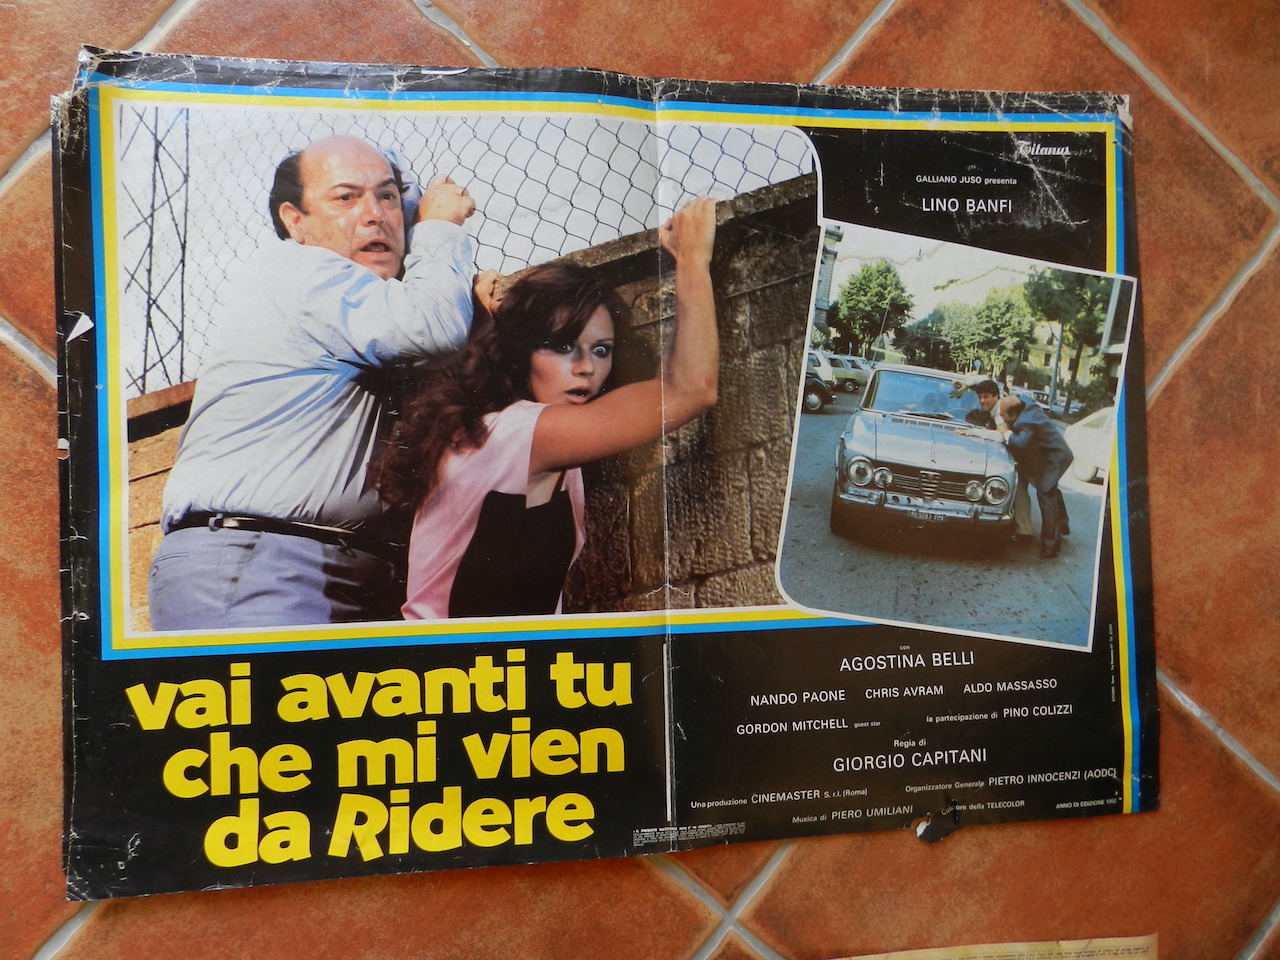 Titanus
GALLIANO JUSO presenta
LINO BANFI
vai avanti tu
che mi vien
da Ridere
con
AGOSTINA BELLI
NANDO PAONE CHRIS AVRAM ALDO MASSASSO
GORDON MITCHELL guest star la partecipazione di PINO COLIZZI
Regia di
GIORGIO CAPITANI
Una produzione CINEMASTER S.r.l. (Roma) Organizzatore Generale PIETRO INNOCENZI (AODC)
Musica di PIERO UMILIANI della TELECOLOR ANNO DI EDIZIONE 1982